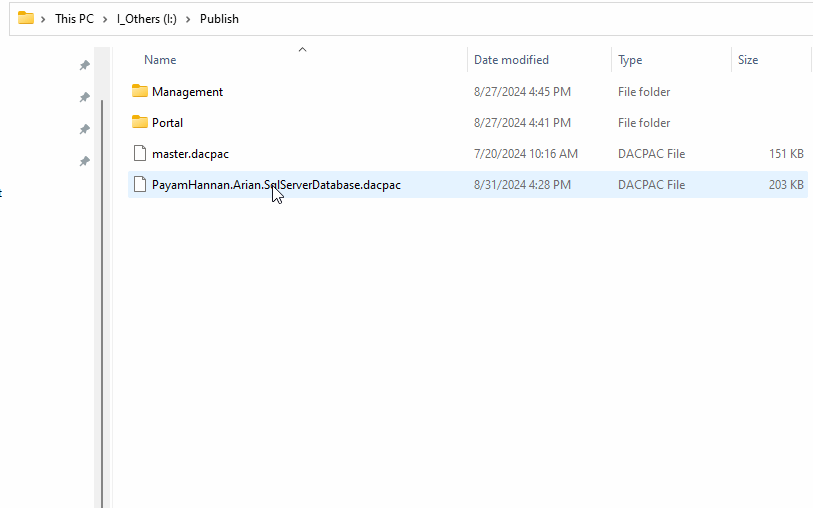 This PC > I_Others (I:) > Publish
Name Date modified Type Size
Management 8/27/2024 4:45 PM File folder
Portal 8/27/2024 4:41 PM File folder
master.dacpac 7/20/2024 10:16 AM DACPAC File 151 KB
PayamHannan.Arian.SqlServerDatabase.dacpac 8/31/2024 4:28 PM DACPAC File 203 KB
t